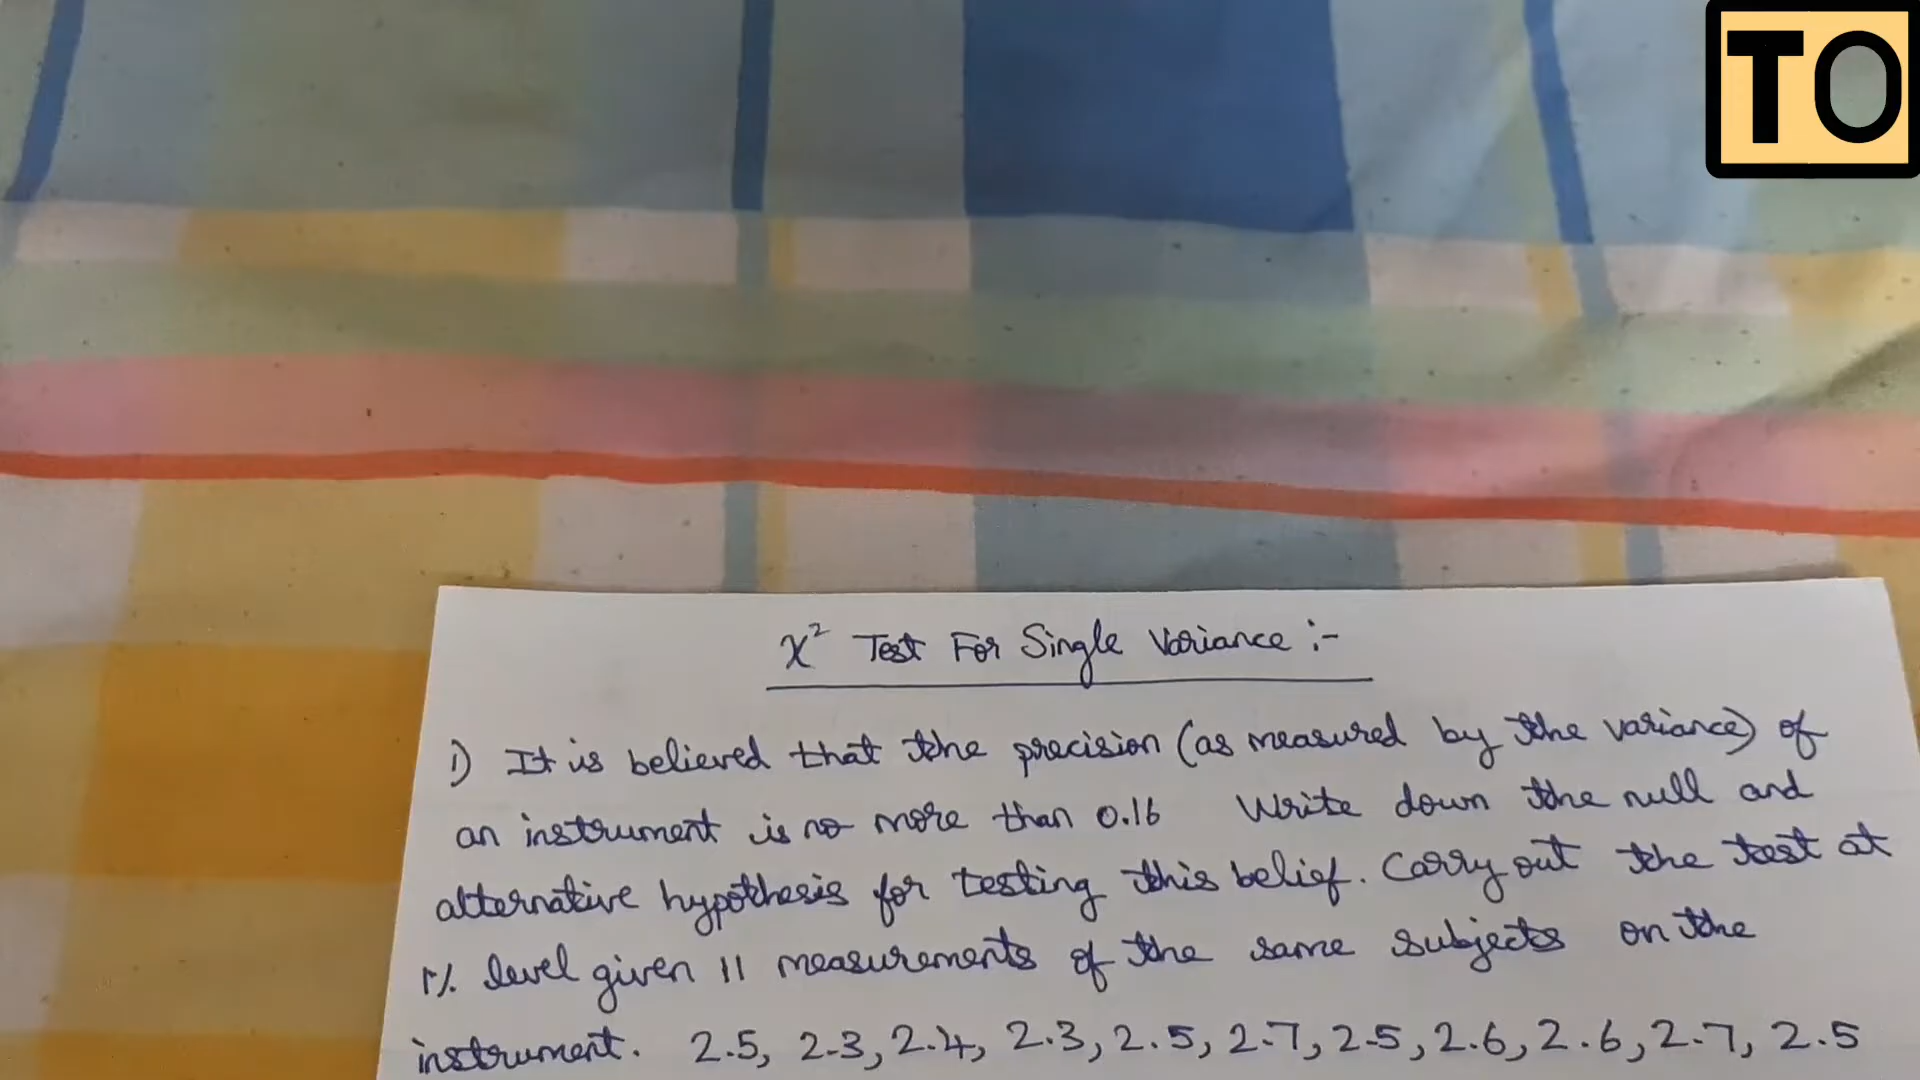 TO
χ² Test For Single Variance :-
1) It is believed that the precision (as measured by the variance) of
an instrument is no more than 0.16 Write down the null and
alternative hypothesis for testing this belief. Carry out the test at
1% level given 11 measurements of the same subjects on the
instrument. 2.5, 2.3, 2.4, 2.3, 2.5, 2.7, 2.5, 2.6, 2.6, 2.7, 2.5